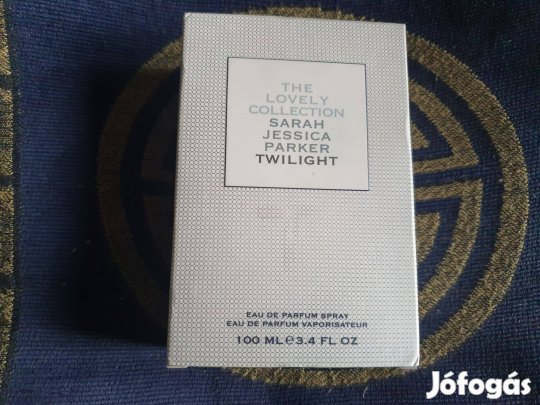 THE
LOVELY
COLLECTION
SARAH
JESSICA
PARKER
TWILIGHT
EAU DE PARFUM SPRAY
EAU DE PARFUM VAPORISATEUR
100 ML℮3.4 FL OZ
Jófogás